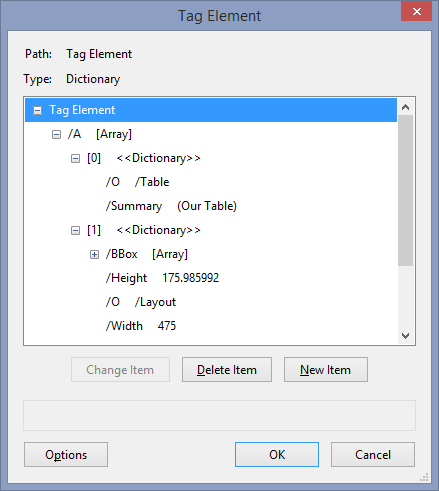 Tag Element
Path: Tag Element
Type: Dictionary
Tag Element
/A [Array]
[0] <<Dictionary>>
/O /Table
/Summary (Our Table)
[1] <<Dictionary>>
/BBox [Array]
/Height 175.985992
/O /Layout
/Width 475
Change Item Delete Item New Item
Options OK Cancel